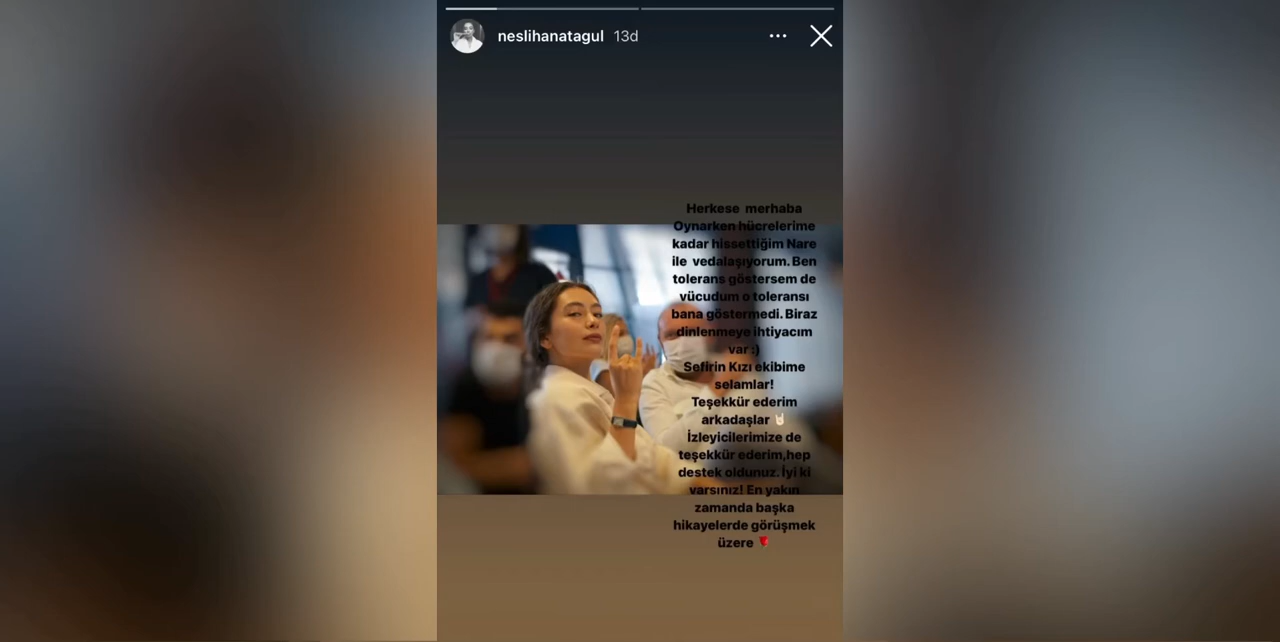 neslihanatagul 13d
Herkese merhaba
Oynarken hücrelerime
kadar hissettiğim Nare
ile vedalaşıyorum. Ben
tolerans göstersem de
vücudum o toleransı
bana göstermedi. Biraz
dinlenmeye ihtiyacım
var :)
Sefirin Kızı ekibime
selamlar!
Teşekkür ederim
arkadaşlar 🤘🏻
İzleyicilerimize de
teşekkür ederim,hep
destek oldunuz. İyi ki
varsınız! En yakın
zamanda başka
hikayelerde görüşmek
üzere 🌹